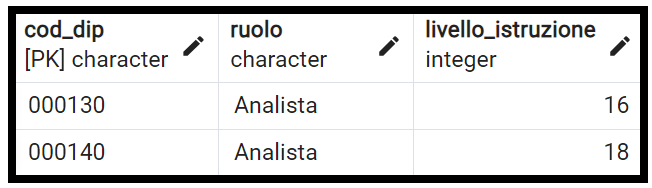 cod_dip ruolo livello_istruzione
[PK] character character integer
000130 Analista 16
000140 Analista 18